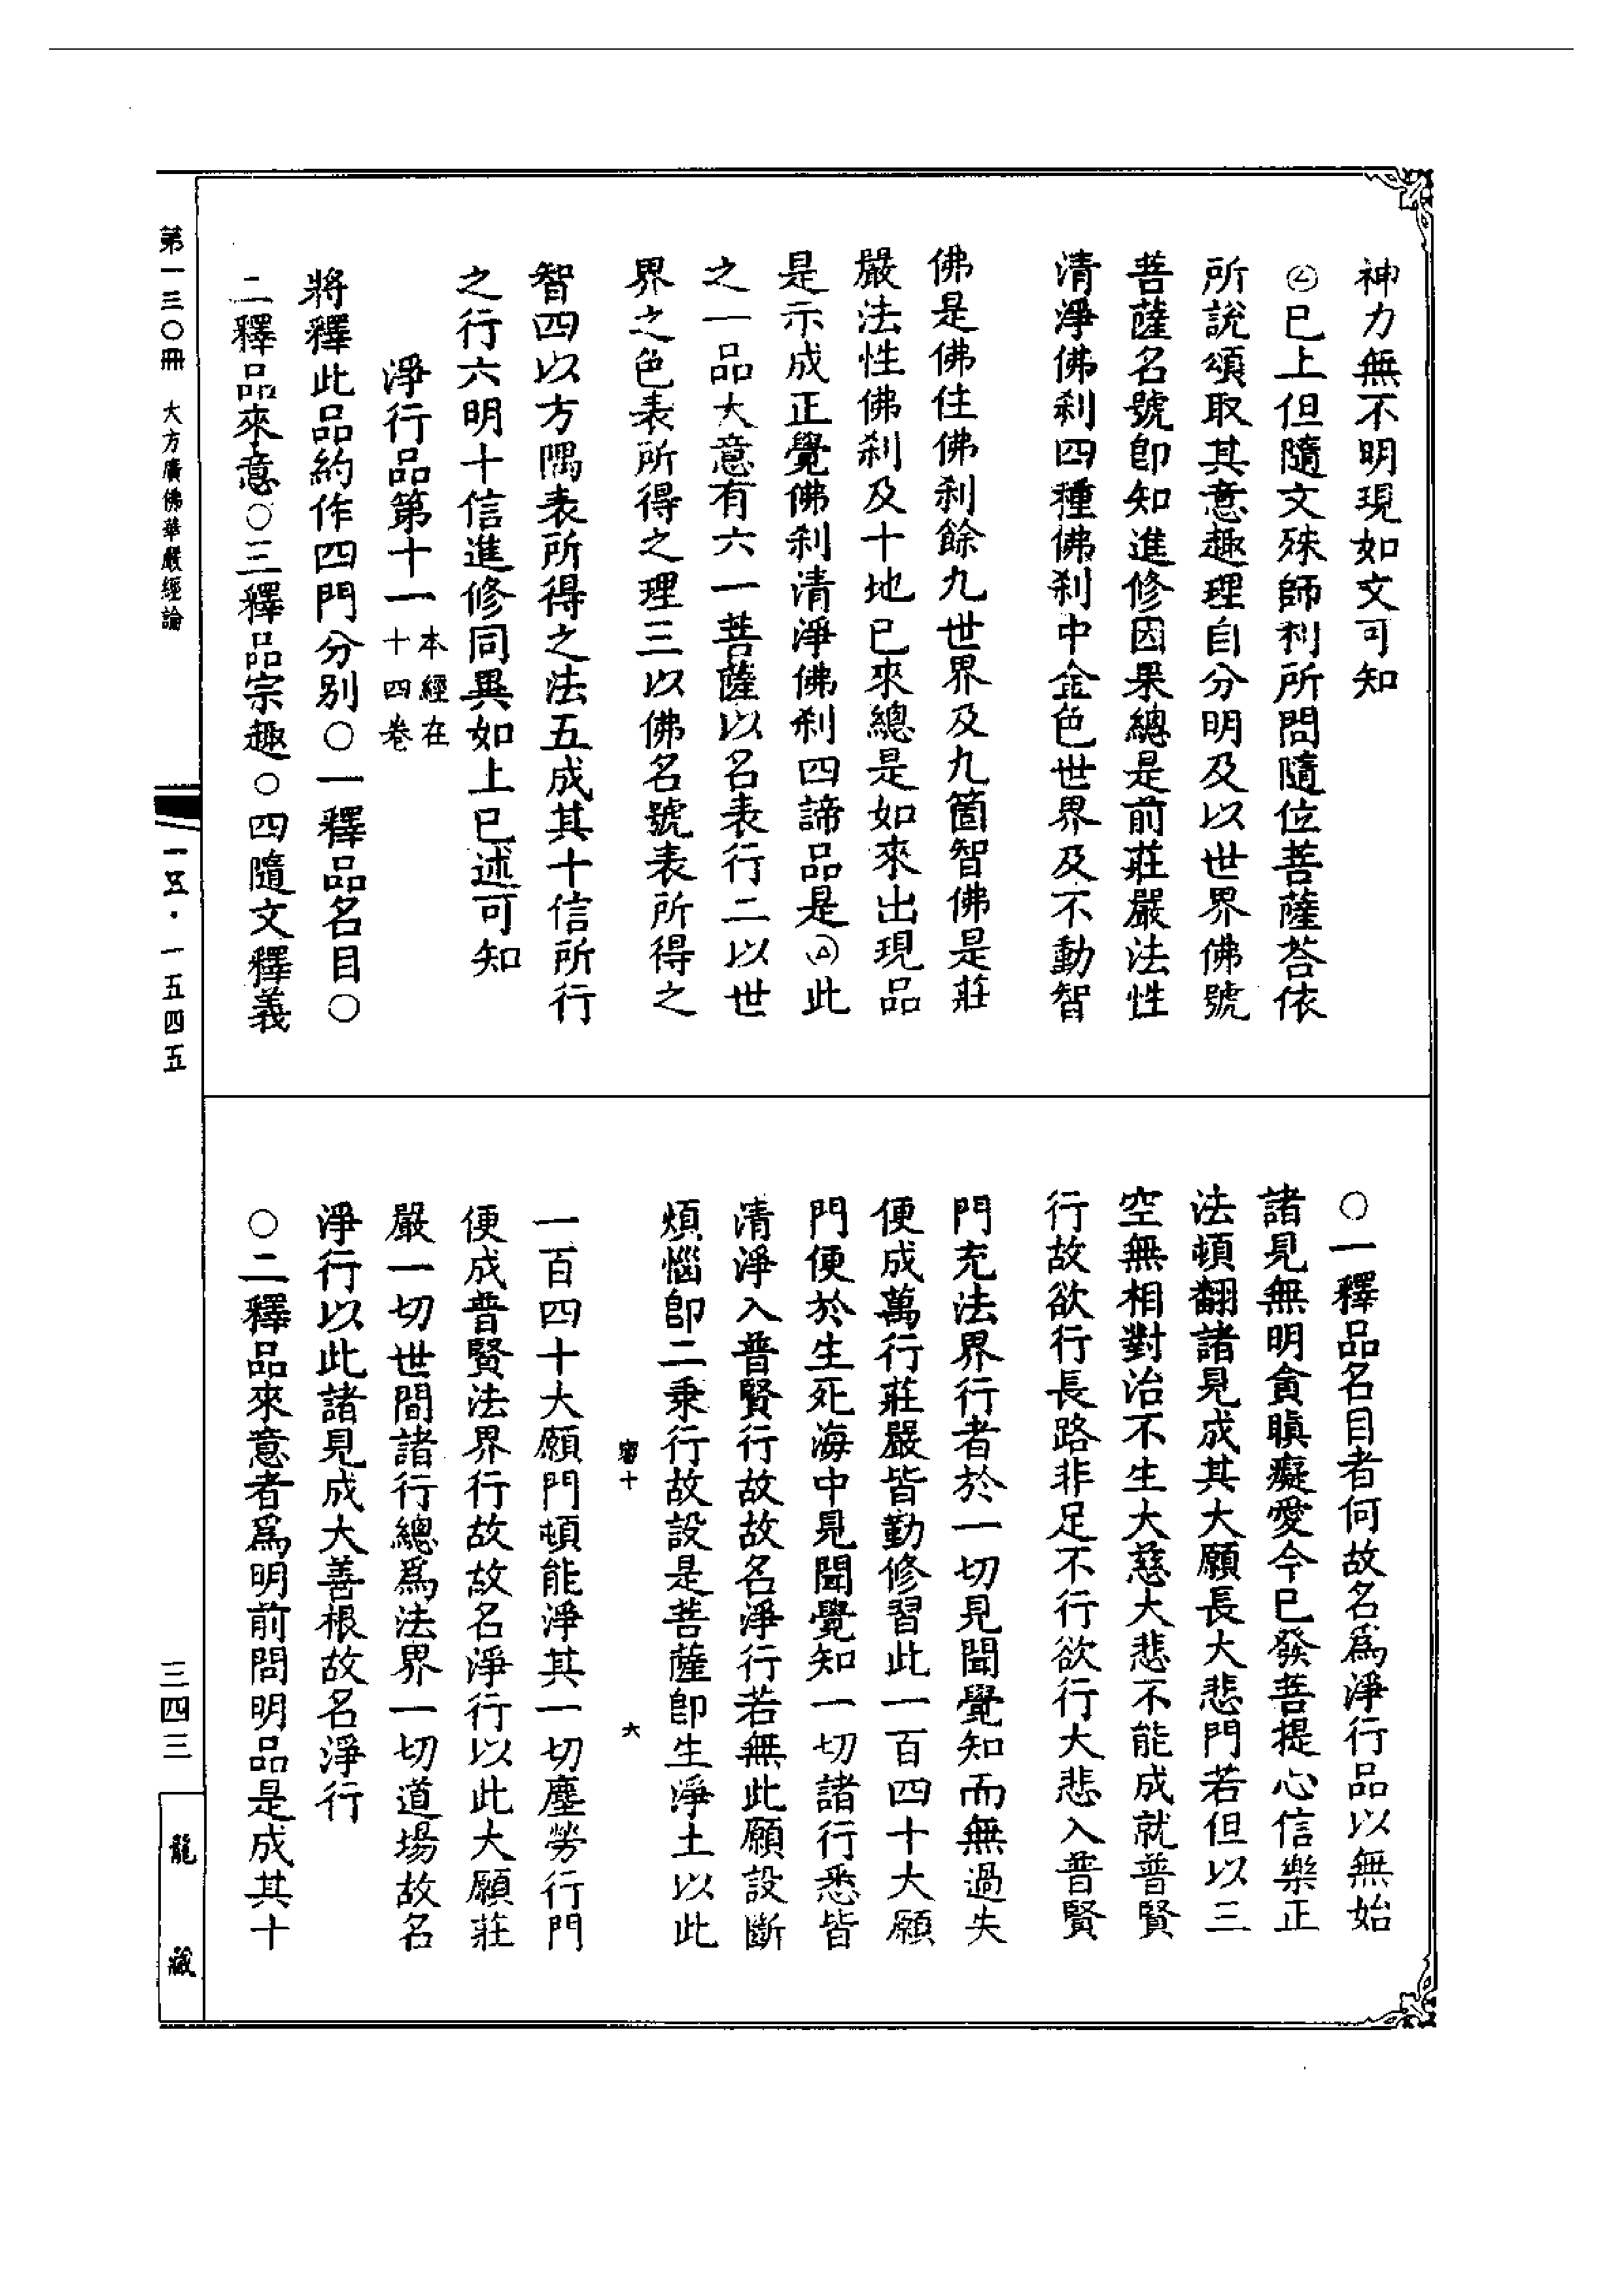 神力無不明現如文可知
㊁已上但隨文殊師利所問隨位菩薩荅依
所說頌取其意趣理自分明及以世界佛號
菩薩名號即知進修因果總是前莊嚴法性
清淨佛剎四種佛剎中金色世界及不動智
佛是佛住佛剎餘九世界及九箇智佛是莊
嚴法性佛剎及十地已來總是如來出現品
是示成正覺佛剎清淨佛剎四諦品是此
之一品大意有六一菩薩以名表行二以世
界之色表所得之理三以佛名號表所得之
智四以方隅表所得之法五成其十信所行
之行六明十信進修同異如上已述可知
淨行品第十一 本經在十四卷
將釋此品約作四門分別○一釋品名目○
二釋品來意○三釋品宗趣○四隨文釋義
○一釋品名目者何故名爲淨行品以無始
諸見無明貪瞋癡愛今已發菩提心信樂正
法頓翻諸見成其大願長大悲門若但以三
空無相對治不生大慈大悲不能成就普賢
行故欲行長路非足不行欲行大悲入普賢
門充法界行者於一切見聞覺知而無過失
便成萬行莊嚴皆勤修習此一百四十大願
門便於生死海中見聞覺知一切諸行悉皆
清淨入普賢行故故名淨行若無此願設斷
煩惱即二乘行故設是菩薩即生淨土以此
十 六
一百四十大願門頓能淨其一切塵勞行門
便成普賢法界行故故名淨行以此大願莊
嚴一切世間諸行總爲法界一切道場故名
淨行以此諸見成大善根故名淨行
○二釋品來意者爲明前問明品是成其十
第一三○冊 大方廣佛華嚴經論
一五．一五四五
三四三
龍藏